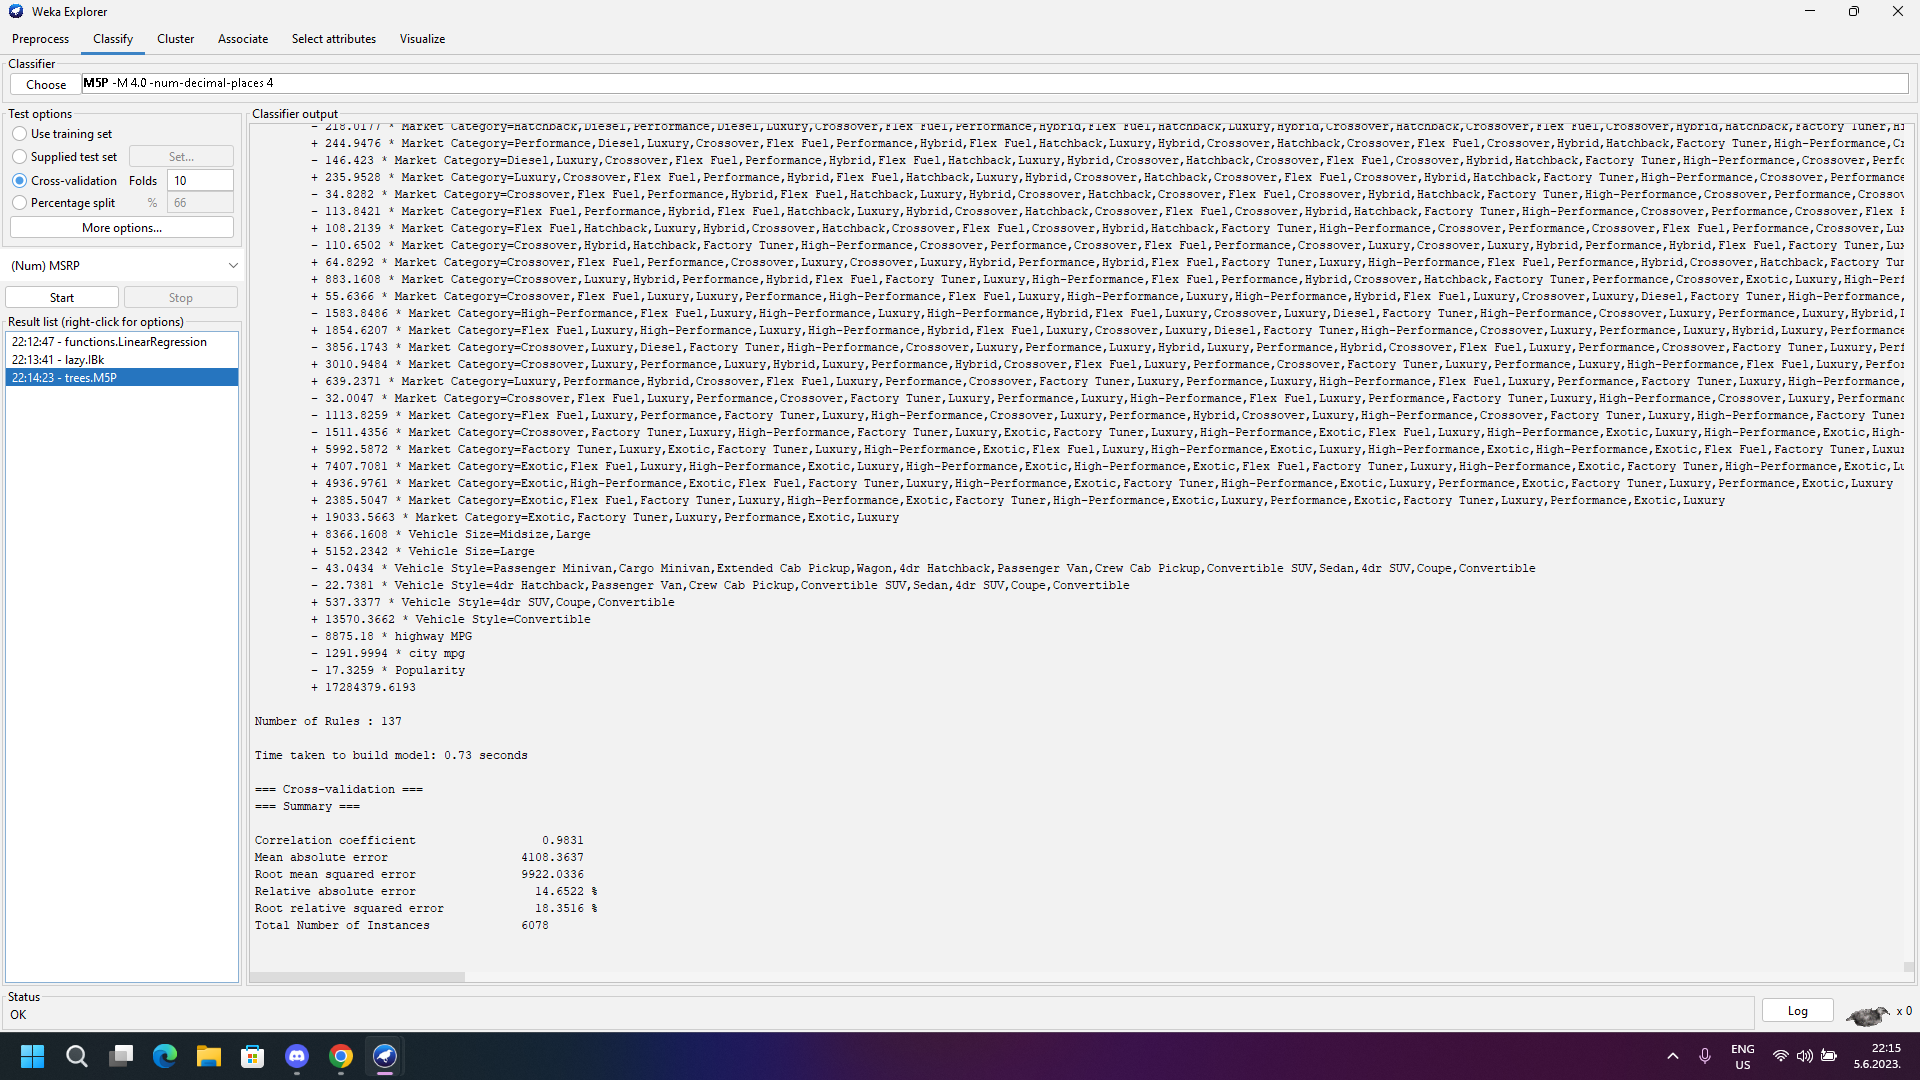 Weka Explorer
Preprocess Classify Cluster Associate Select attributes Visualize
Classifier
Choose M5P -M 4.0 -num-decimal-places 4
Test options
Use training set
Supplied test set Set...
Cross-validation Folds 10
Percentage split % 66
More options...
(Num) MSRP
Start Stop
Result list (right-click for options)
22:12:47 - functions.LinearRegression
22:13:41 - lazy.IBk
22:14:23 - trees.M5P
Classifier output
- 218.0177 * Market Category=Hatchback,Diesel,Performance,Diesel,Luxury,Crossover,Flex Fuel,Performance,Hybrid,Flex Fuel,Hatchback,Luxury,Hybrid,Crossover,Hatchback,Crossover,Flex Fuel,Crossover,Hybrid,Hatchback,Factory Tuner,Hi
+ 244.9476 * Market Category=Performance,Diesel,Luxury,Crossover,Flex Fuel,Performance,Hybrid,Flex Fuel,Hatchback,Luxury,Hybrid,Crossover,Hatchback,Crossover,Flex Fuel,Crossover,Hybrid,Hatchback,Factory Tuner,High-Performance,Cr
- 146.423 * Market Category=Diesel,Luxury,Crossover,Flex Fuel,Performance,Hybrid,Flex Fuel,Hatchback,Luxury,Hybrid,Crossover,Hatchback,Crossover,Flex Fuel,Crossover,Hybrid,Hatchback,Factory Tuner,High-Performance,Crossover,Perfo
+ 235.9528 * Market Category=Luxury,Crossover,Flex Fuel,Performance,Hybrid,Flex Fuel,Hatchback,Luxury,Hybrid,Crossover,Hatchback,Crossover,Flex Fuel,Crossover,Hybrid,Hatchback,Factory Tuner,High-Performance,Crossover,Performance
- 34.8282 * Market Category=Crossover,Flex Fuel,Performance,Hybrid,Flex Fuel,Hatchback,Luxury,Hybrid,Crossover,Hatchback,Crossover,Flex Fuel,Crossover,Hybrid,Hatchback,Factory Tuner,High-Performance,Crossover,Performance,Crossov
- 113.8421 * Market Category=Flex Fuel,Performance,Hybrid,Flex Fuel,Hatchback,Luxury,Hybrid,Crossover,Hatchback,Crossover,Flex Fuel,Crossover,Hybrid,Hatchback,Factory Tuner,High-Performance,Crossover,Performance,Crossover,Flex F
+ 108.2139 * Market Category=Flex Fuel,Hatchback,Luxury,Hybrid,Crossover,Hatchback,Crossover,Flex Fuel,Crossover,Hybrid,Hatchback,Factory Tuner,High-Performance,Crossover,Performance,Crossover,Flex Fuel,Performance,Crossover,Lux
- 110.6502 * Market Category=Crossover,Hybrid,Hatchback,Factory Tuner,High-Performance,Crossover,Performance,Crossover,Flex Fuel,Performance,Crossover,Luxury,Crossover,Luxury,Hybrid,Performance,Hybrid,Flex Fuel,Factory Tuner,Lux
+ 64.8292 * Market Category=Crossover,Flex Fuel,Performance,Crossover,Luxury,Crossover,Luxury,Hybrid,Performance,Hybrid,Flex Fuel,Factory Tuner,Luxury,High-Performance,Flex Fuel,Performance,Hybrid,Crossover,Hatchback,Factory Tun
+ 883.1608 * Market Category=Crossover,Luxury,Hybrid,Performance,Hybrid,Flex Fuel,Factory Tuner,Luxury,High-Performance,Flex Fuel,Performance,Hybrid,Crossover,Hatchback,Factory Tuner,Performance,Crossover,Exotic,Luxury,High-Perf
+ 55.6366 * Market Category=Crossover,Flex Fuel,Luxury,Luxury,Performance,High-Performance,Flex Fuel,Luxury,High-Performance,Luxury,High-Performance,Hybrid,Flex Fuel,Luxury,Crossover,Luxury,Diesel,Factory Tuner,High-Performance,
- 1583.8486 * Market Category=High-Performance,Flex Fuel,Luxury,High-Performance,Luxury,High-Performance,Hybrid,Flex Fuel,Luxury,Crossover,Luxury,Diesel,Factory Tuner,High-Performance,Crossover,Luxury,Performance,Luxury,Hybrid,L
+ 1854.6207 * Market Category=Flex Fuel,Luxury,High-Performance,Luxury,High-Performance,Hybrid,Flex Fuel,Luxury,Crossover,Luxury,Diesel,Factory Tuner,High-Performance,Crossover,Luxury,Performance,Luxury,Hybrid,Luxury,Performance
- 3856.1743 * Market Category=Crossover,Luxury,Diesel,Factory Tuner,High-Performance,Crossover,Luxury,Performance,Luxury,Hybrid,Luxury,Performance,Hybrid,Crossover,Flex Fuel,Luxury,Performance,Crossover,Factory Tuner,Luxury,Perf
+ 3010.9484 * Market Category=Crossover,Luxury,Performance,Luxury,Hybrid,Luxury,Performance,Hybrid,Crossover,Flex Fuel,Luxury,Performance,Crossover,Factory Tuner,Luxury,Performance,Luxury,High-Performance,Flex Fuel,Luxury,Perfor
+ 639.2371 * Market Category=Luxury,Performance,Hybrid,Crossover,Flex Fuel,Luxury,Performance,Crossover,Factory Tuner,Luxury,Performance,Luxury,High-Performance,Flex Fuel,Luxury,Performance,Factory Tuner,Luxury,High-Performance,
- 32.0047 * Market Category=Flex Fuel,Luxury,Performance,Crossover,Factory Tuner,Luxury,Performance,Luxury,High-Performance,Flex Fuel,Luxury,Performance,Factory Tuner,Luxury,High-Performance,Crossover,Luxury,Performanc
- 1113.8259 * Market Category=Flex Fuel,Luxury,Performance,Factory Tuner,Luxury,High-Performance,Crossover,Luxury,Performance,Hybrid,Crossover,Luxury,High-Performance,Crossover,Factory Tuner,Luxury,High-Performance,Factory Tuner
- 1511.4356 * Market Category=Crossover,Factory Tuner,Luxury,High-Performance,Factory Tuner,Luxury,Exotic,Factory Tuner,Luxury,High-Performance,Exotic,Flex Fuel,Luxury,High-Performance,Exotic,Luxury,High-Performance,Exotic,High-
+ 5992.5872 * Market Category=Factory Tuner,Luxury,Exotic,Factory Tuner,Luxury,High-Performance,Exotic,Flex Fuel,Luxury,High-Performance,Exotic,Luxury,High-Performance,Exotic,High-Performance,Exotic,Flex Fuel,Factory Tuner,Luxur
+ 7407.7081 * Market Category=Exotic,Flex Fuel,Luxury,High-Performance,Exotic,Luxury,High-Performance,Exotic,High-Performance,Exotic,Flex Fuel,Factory Tuner,Luxury,High-Performance,Exotic,Factory Tuner,High-Performance,Exotic,Lu
+ 4936.9761 * Market Category=Exotic,High-Performance,Exotic,Flex Fuel,Factory Tuner,Luxury,High-Performance,Exotic,Factory Tuner,High-Performance,Exotic,Luxury,Performance,Exotic,Factory Tuner,Luxury,Performance,Exotic,Luxury
+ 2385.5047 * Market Category=Exotic,Flex Fuel,Factory Tuner,Luxury,High-Performance,Exotic,Factory Tuner,High-Performance,Exotic,Luxury,Performance,Exotic,Factory Tuner,Luxury,Performance,Exotic,Luxury
+ 19033.5663 * Market Category=Exotic,Factory Tuner,Luxury,Performance,Exotic,Luxury
+ 8366.1608 * Vehicle Size=Midsize,Large
+ 5152.2342 * Vehicle Size=Large
- 43.0434 * Vehicle Style=Passenger Minivan,Cargo Minivan,Extended Cab Pickup,Wagon,4dr Hatchback,Passenger Van,Crew Cab Pickup,Convertible SUV,Sedan,4dr SUV,Coupe,Convertible
- 22.7381 * Vehicle Style=4dr Hatchback,Passenger Van,Crew Cab Pickup,Convertible SUV,Sedan,4dr SUV,Coupe,Convertible
+ 537.3377 * Vehicle Style=4dr SUV,Coupe,Convertible
+ 13570.3662 * Vehicle Style=Convertible
- 8875.18 * highway MPG
- 1291.9994 * city mpg
- 17.3259 * Popularity
+ 17284379.6193
Number of Rules : 137
Time taken to build model: 0.73 seconds
=== Cross-validation ===
=== Summary ===
Correlation coefficient 0.9831
Mean absolute error 4108.3637
Root mean squared error 9922.0336
Relative absolute error 14.6522 %
Root relative squared error 18.3516 %
Total Number of Instances 6078
Status
OK
Log x 0
ENG
US
22:15
5.6.2023.